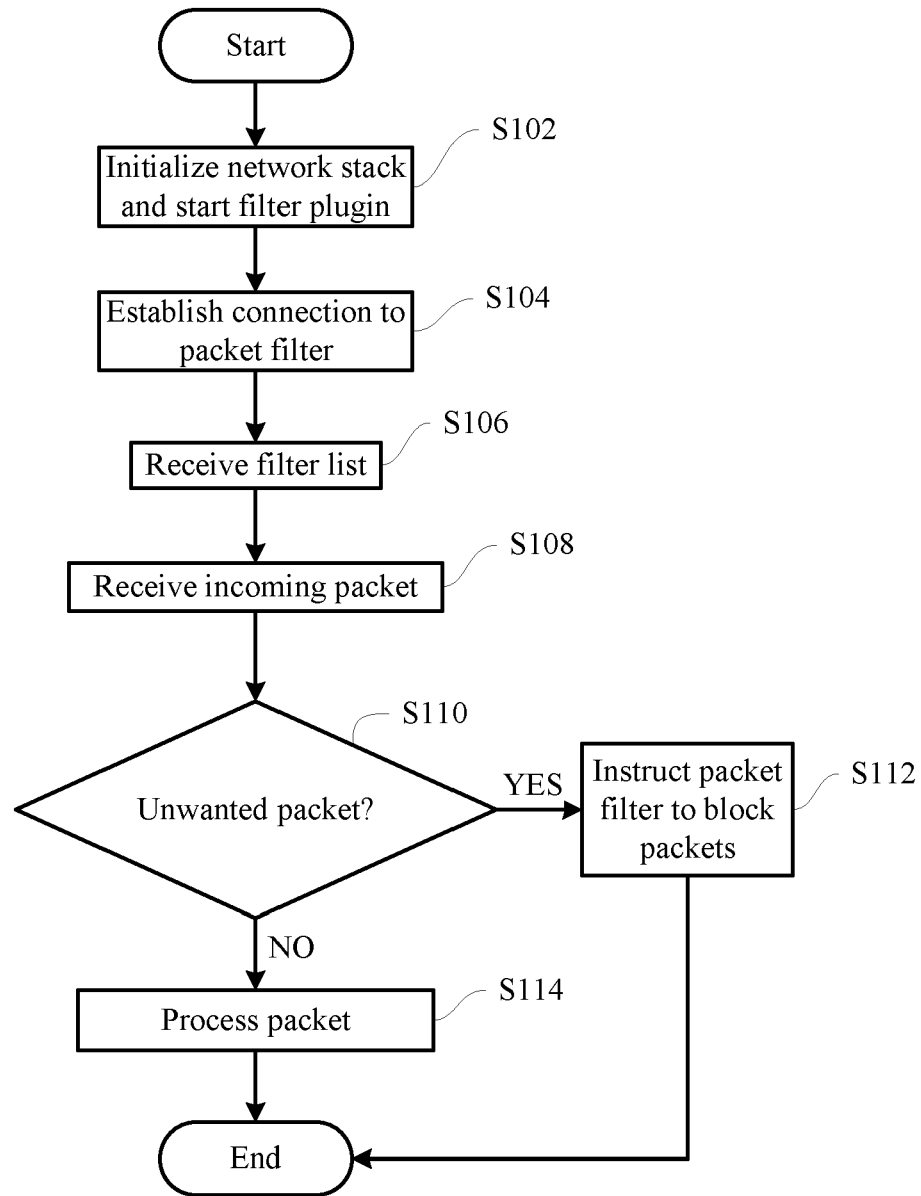 Start
S102
Initialize network stack
and start filter plugin
S104
Establish connection to
packet filter
S106
Receive filter list
S108
Receive incoming packet
S110
Unwanted packet?
YES
Instruct packet
filter to block
packets
S112
NO
S114
Process packet
End